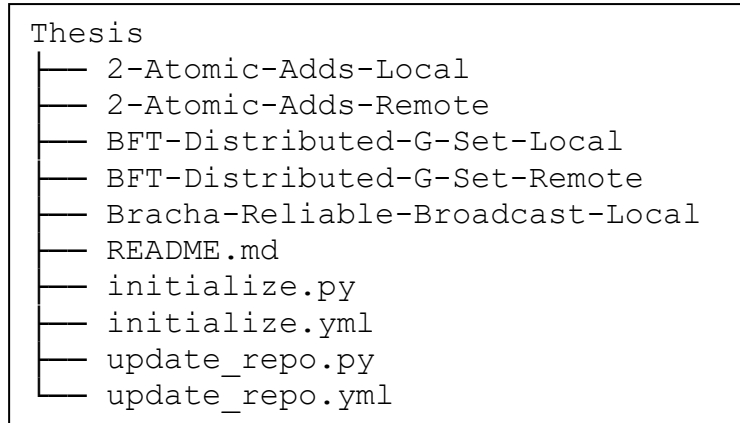 Thesis
├── 2-Atomic-Adds-Local
├── 2-Atomic-Adds-Remote
├── BFT-Distributed-G-Set-Local
├── BFT-Distributed-G-Set-Remote
├── Bracha-Reliable-Broadcast-Local
├── README.md
├── initialize.py
├── initialize.yml
├── update_repo.py
└── update_repo.yml